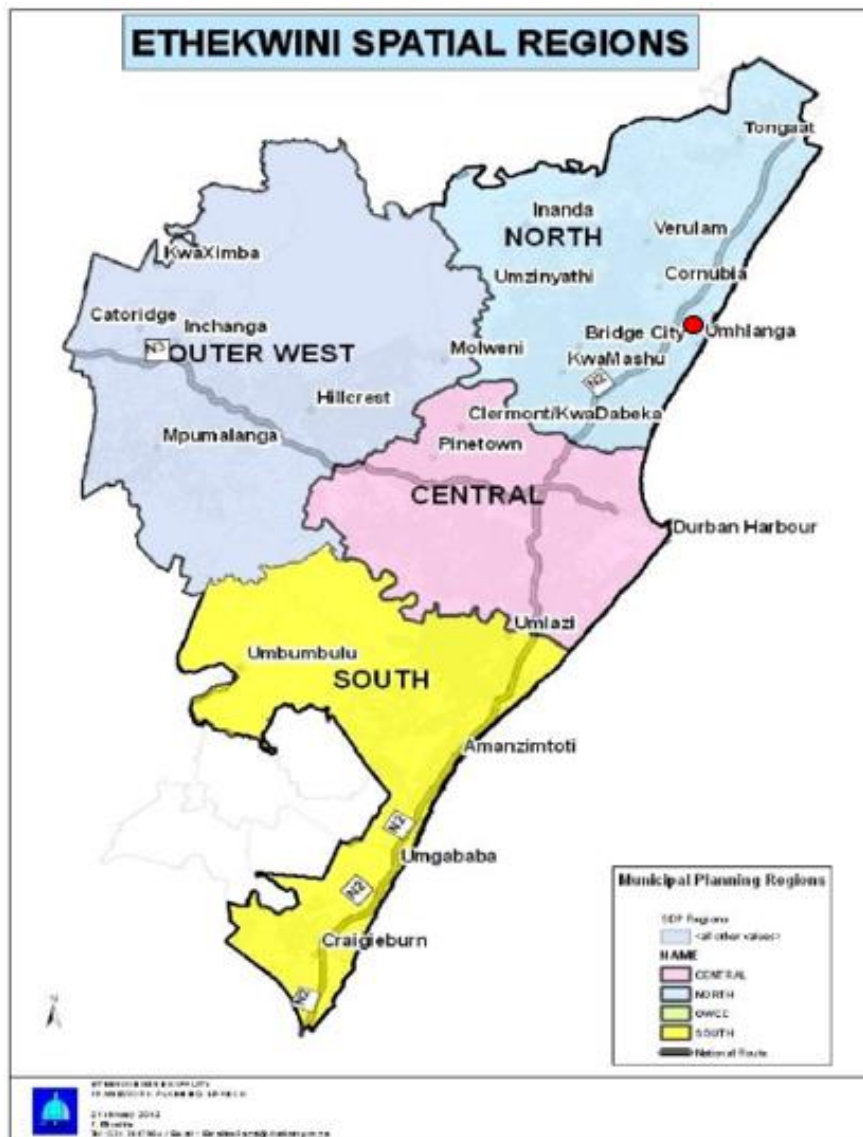 ETHEKWINI SPATIAL REGIONS
Tongaat
Inanda
NORTH
Verulam
KwaXimba
Umzinyathi
Cornubia
Catoridge
Inchanga
Bridge City
Umhlanga
N3
OUTER WEST
Molweni
KwaMashu
N2
Hillcrest
Clermont/KwaDabeka
Mpumalanga
Pinetown
CENTRAL
Durban Harbour
Umlazi
Umbumbulu
SOUTH
Amanzimtoti
N2
Umgababa
N2
Craigieburn
N2
Municipal Planning Regions
SDF Regions
<all other values>
NAME
CENTRAL
NORTH
SOUTH
National Route